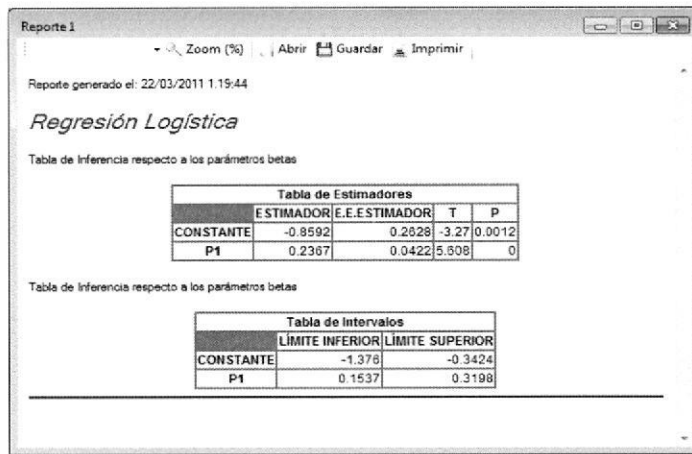 Reporte 1
Zoom (%) Abrir Guardar Imprimir
Reporte generado el: 22/03/2011 1:19:44
Regresión Logística
Tabla de Inferencia respecto a los parámetros betas
Tabla de Estimadores
ESTIMADOR E.E.ESTIMADOR T P
CONSTANTE -0.8592 0.2628 -3.27 0.0012
P1 0.2367 0.0422 5.608 0
Tabla de Inferencia respecto a los parámetros betas
Tabla de Intervalos
LÍMITE INFERIOR LÍMITE SUPERIOR
CONSTANTE -1.376 -0.3424
P1 0.1537 0.3198